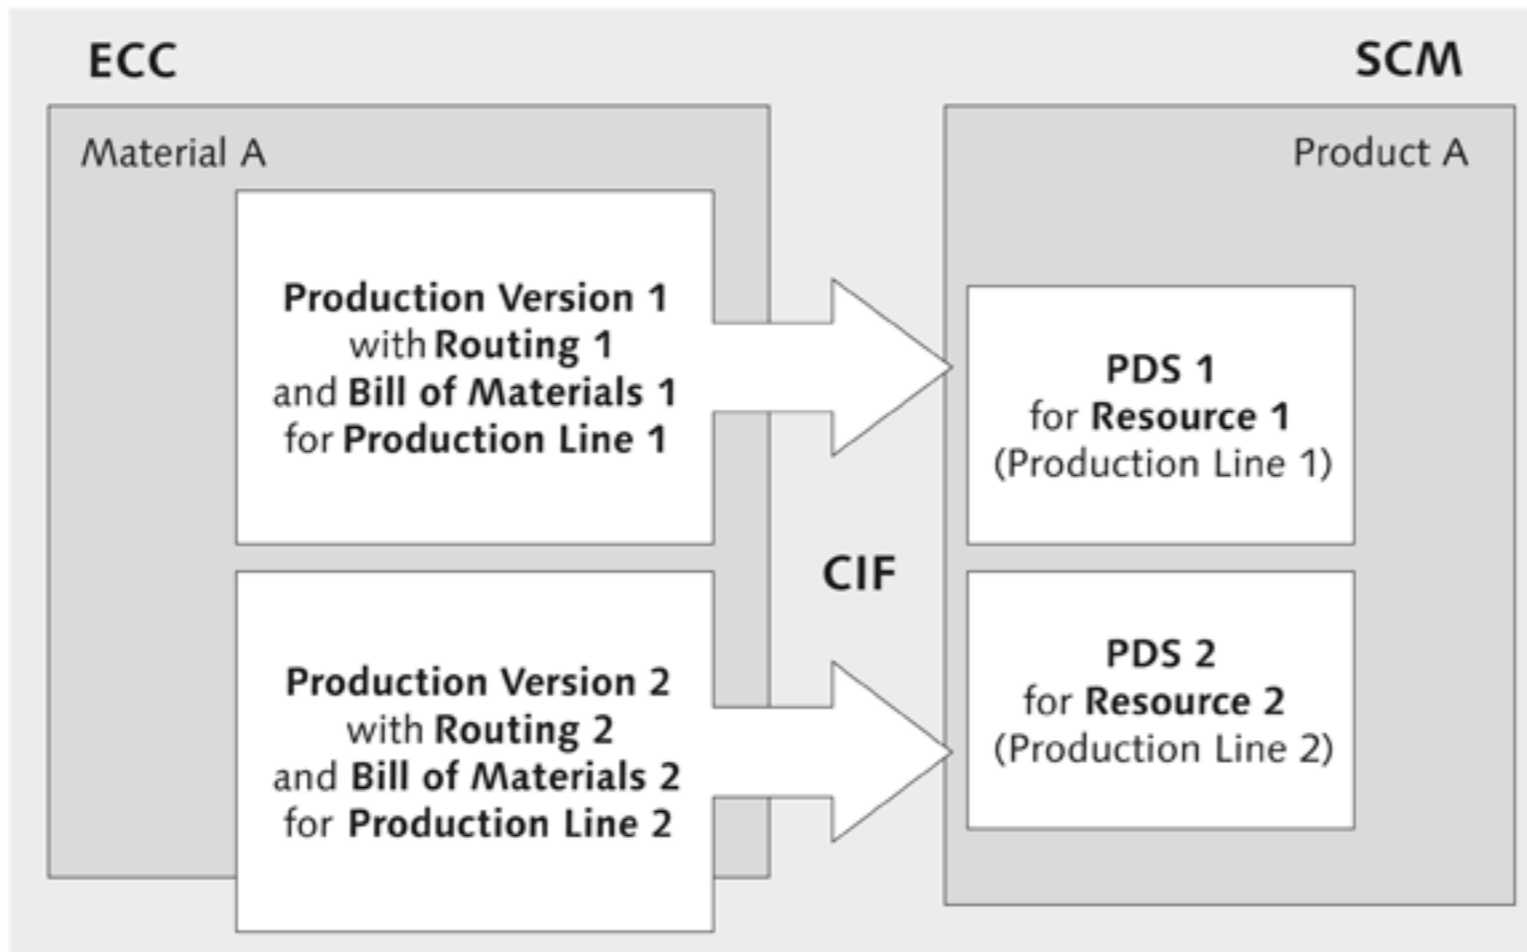 ECC
SCM
Material A
Product A
Production Version 1
with Routing 1
and Bill of Materials 1
for Production Line 1
PDS 1
for Resource 1
(Production Line 1)
CIF
Production Version 2
with Routing 2
and Bill of Materials 2
for Production Line 2
PDS 2
for Resource 2
(Production Line 2)